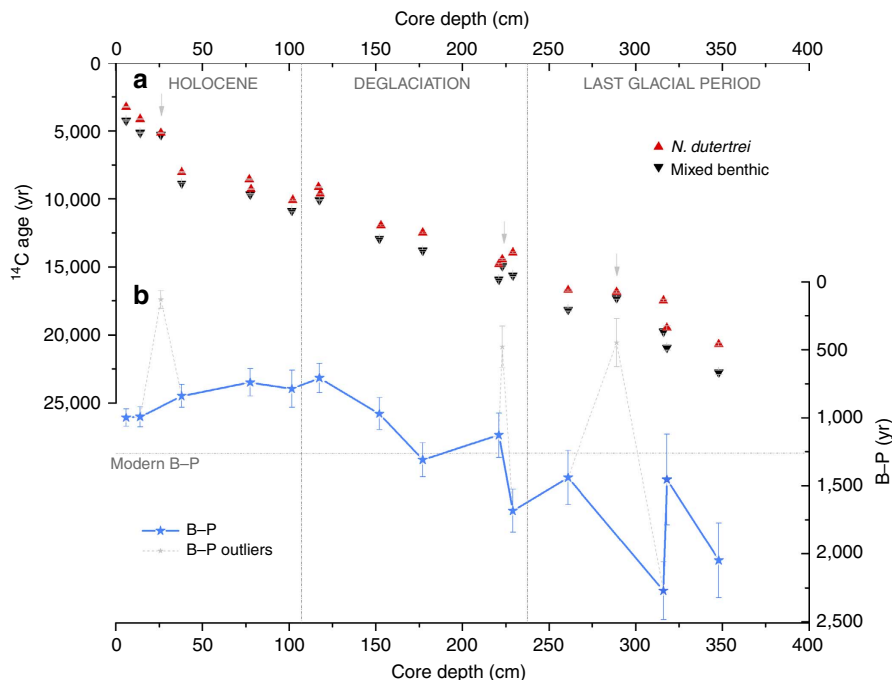 Core depth (cm)
0 50 100 150 200 250 300 350 400
0
a
HOLOCENE
DEGLACIATION
LAST GLACIAL PERIOD
5,000
N. dutertrei
Mixed benthic
10,000
15,000
0
b
20,000
500
25,000
1,000
Modern B–P
1,500
B–P
B–P outliers
2,000
2,500
¹⁴C age (yr)
B–P (yr)
0 50 100 150 200 250 300 350 400
Core depth (cm)